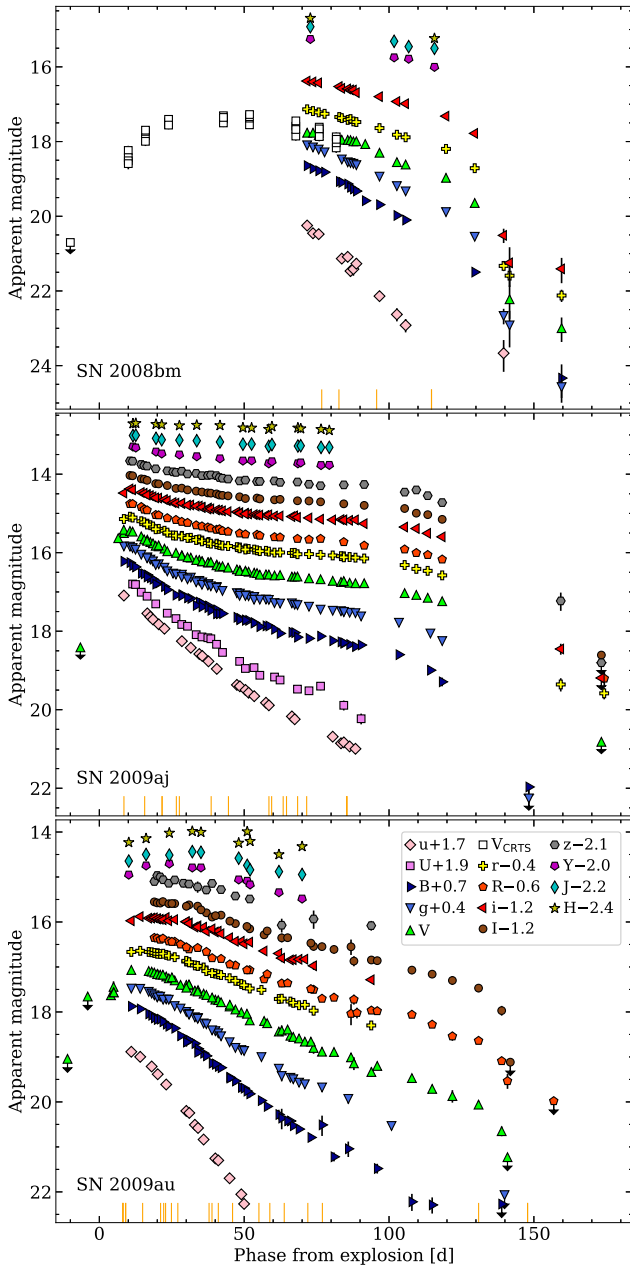 16
18
20
22
24
Apparent magnitude
SN 2008bm
14
16
18
20
22
Apparent magnitude
SN 2009aj
14
16
18
20
22
Apparent magnitude
u+1.7
U+1.9
B+0.7
g+0.4
V
V_CRTS
r−0.4
R−0.6
i−1.2
I−1.2
z−2.1
Y−2.0
J−2.2
H−2.4
SN 2009au
0 50 100 150
Phase from explosion [d]